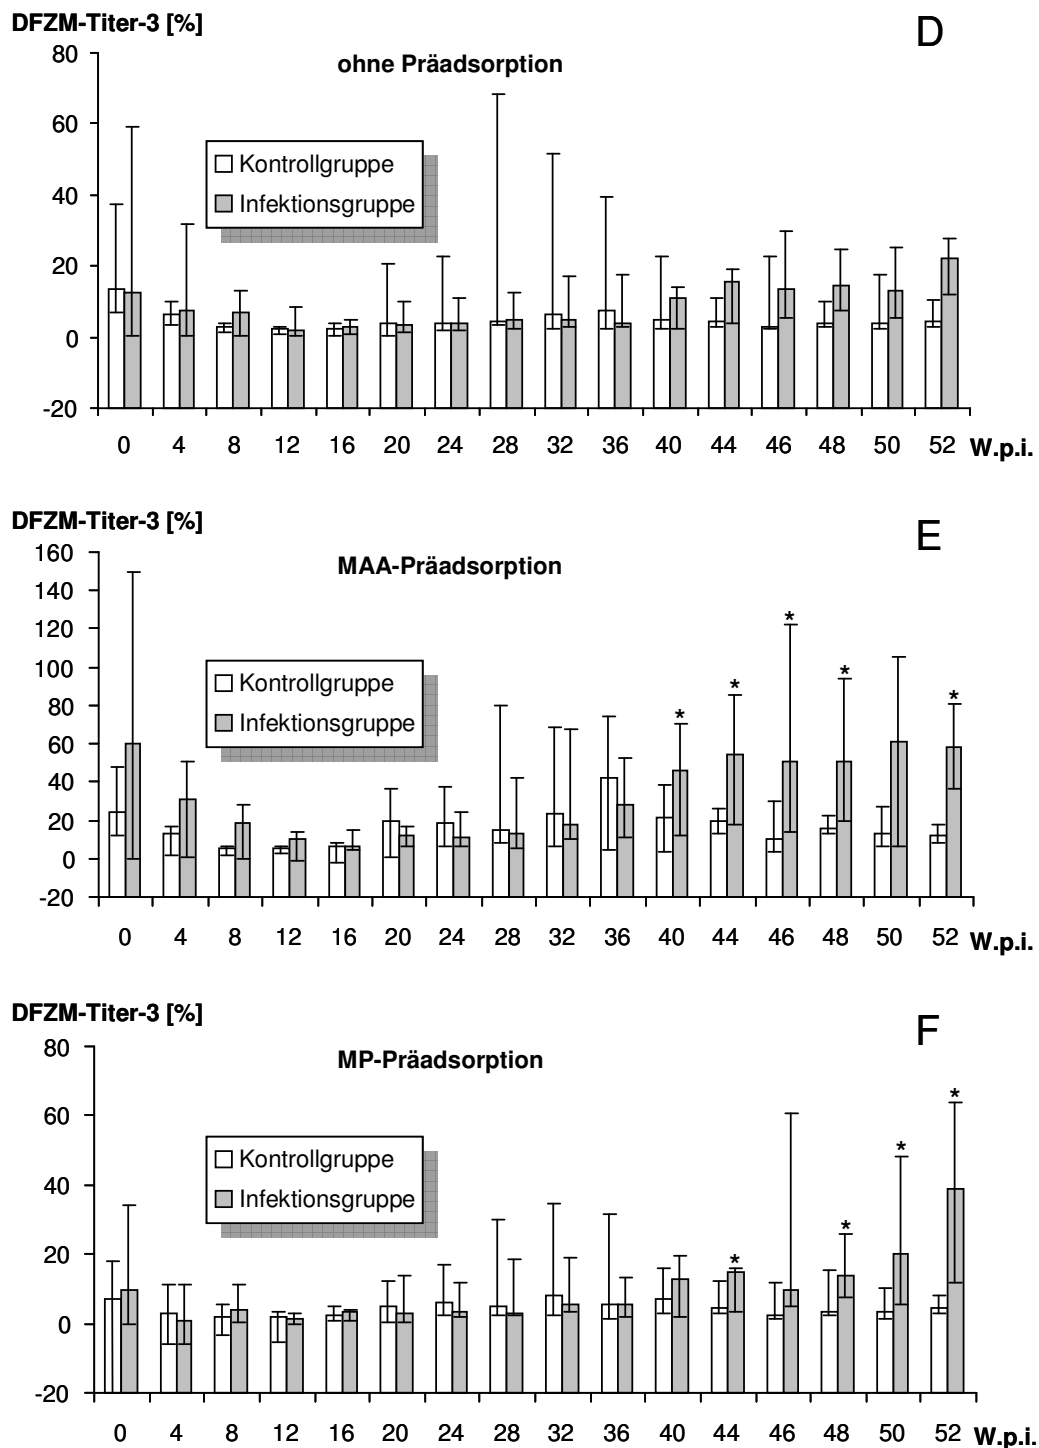 DFZM-Titer-3 [%]
D
ohne Präadsorption
80
60
40
20
0
-20
Kontrollgruppe
Infektionsgruppe
0 4 8 12 16 20 24 28 32 36 40 44 46 48 50 52 W.p.i.
DFZM-Titer-3 [%]
E
MAA-Präadsorption
160
140
120
100
80
60
40
20
0
-20
Kontrollgruppe
Infektionsgruppe
* * * * *
0 4 8 12 16 20 24 28 32 36 40 44 46 48 50 52 W.p.i.
DFZM-Titer-3 [%]
F
MP-Präadsorption
80
60
40
20
0
-20
Kontrollgruppe
Infektionsgruppe
* * * *
0 4 8 12 16 20 24 28 32 36 40 44 46 48 50 52 W.p.i.